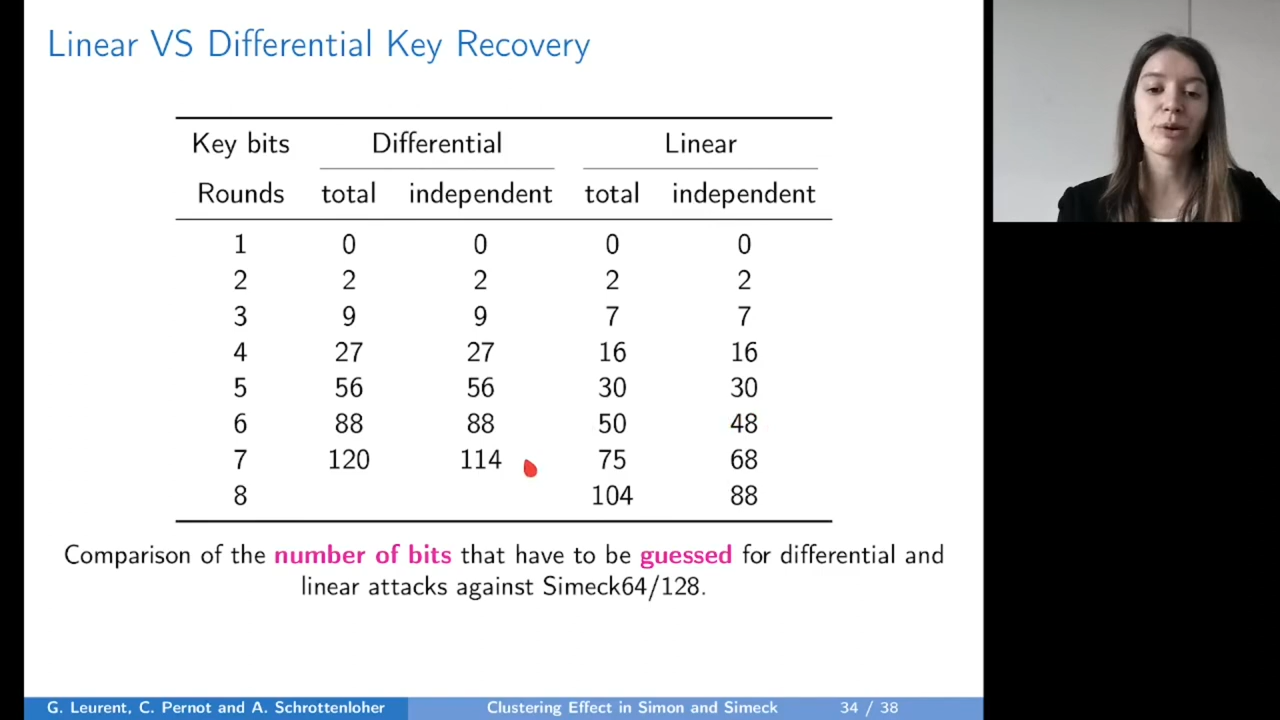 Linear VS Differential Key Recovery
Key bits Differential Linear
Rounds total independent total independent
1 0 0 0 0
2 2 2 2 2
3 9 9 7 7
4 27 27 16 16
5 56 56 30 30
6 88 88 50 48
7 120 114 75 68
8 104 88
Comparison of the number of bits that have to be guessed for differential and
linear attacks against Simeck64/128.
G. Leurent, C. Pernot and A. Schrottenloher Clustering Effect in Simon and Simeck 34 / 38